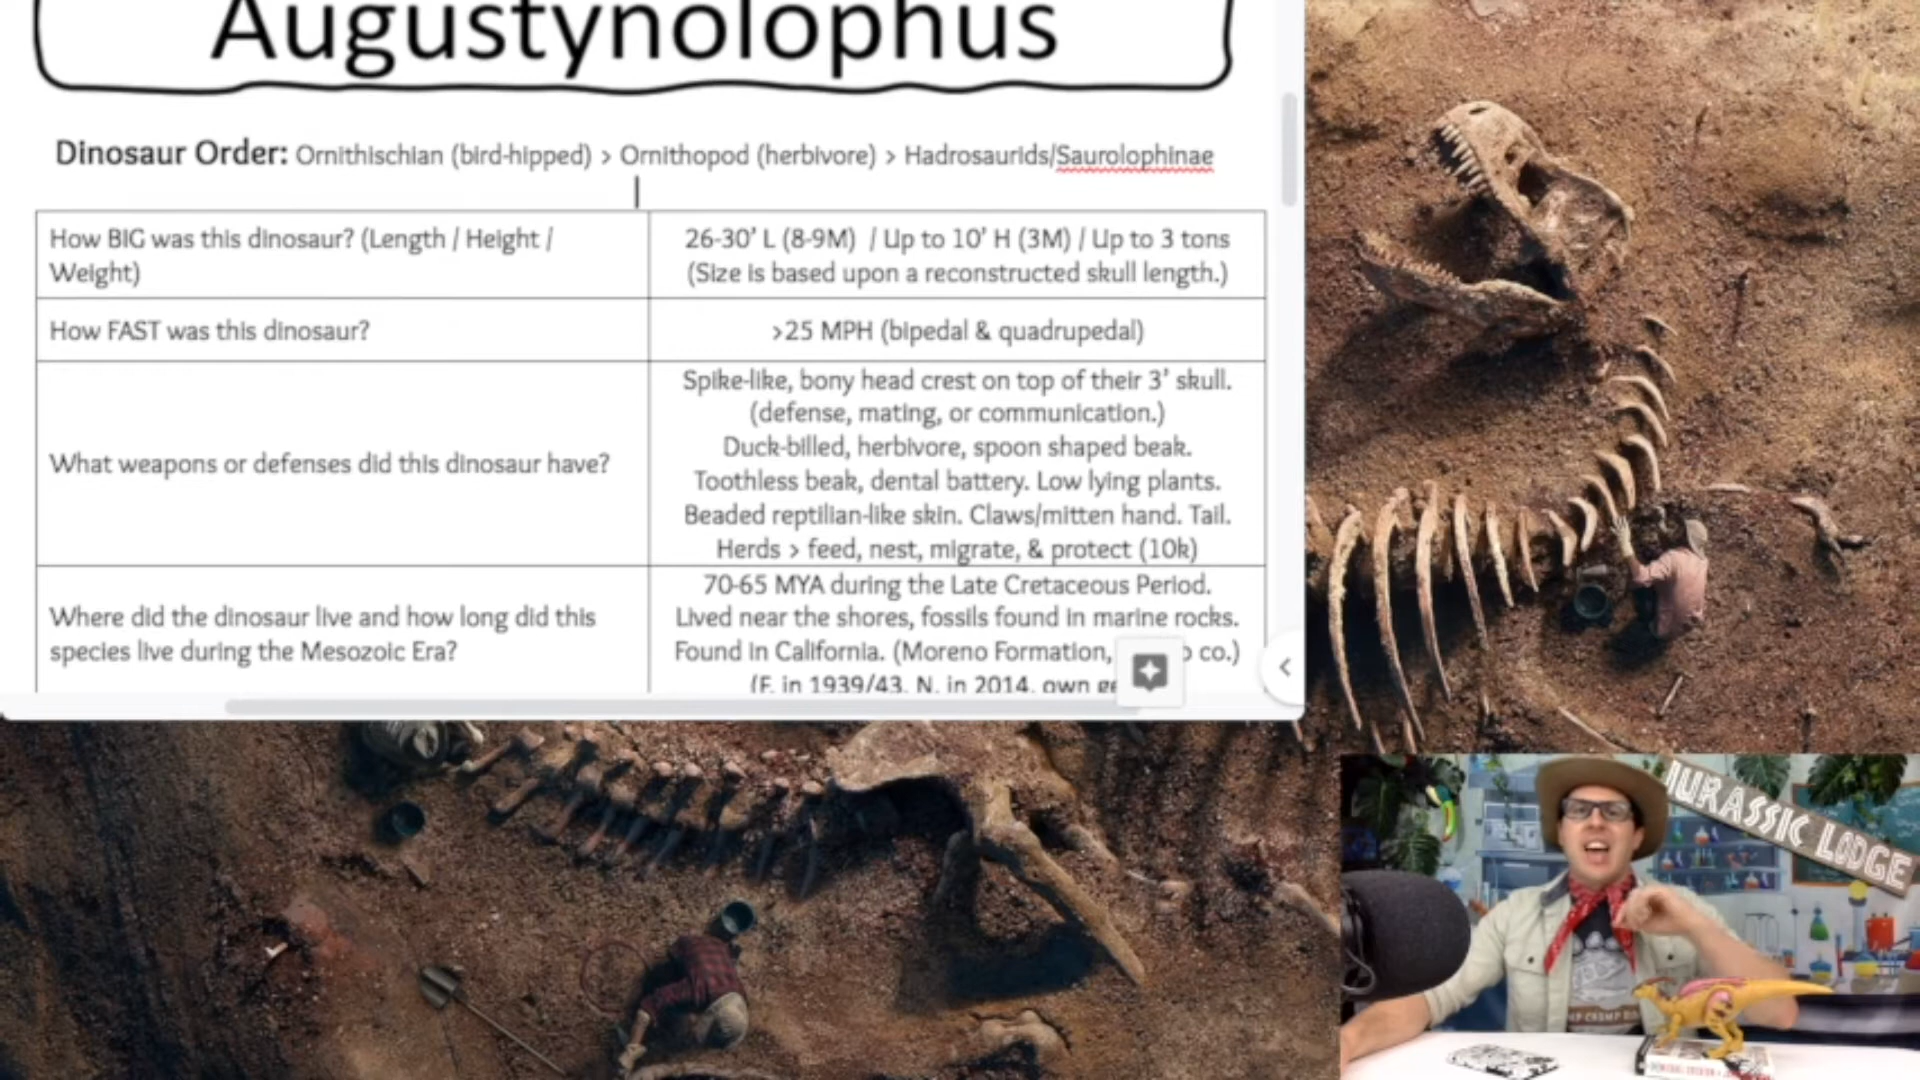 Augustynolophus
Dinosaur Order: Ornithischian (bird-hipped) > Ornithopod (herbivore) > Hadrosaurids/Saurolophinae
How BIG was this dinosaur? (Length / Height /
Weight)
26-30' L (8-9M) / Up to 10' H (3M) / Up to 3 tons
(Size is based upon a reconstructed skull length.)
How FAST was this dinosaur?
>25 MPH (bipedal & quadrupedal)
What weapons or defenses did this dinosaur have?
Spike-like, bony head crest on top of their 3' skull.
(defense, mating, or communication.)
Duck-billed, herbivore, spoon shaped beak.
Toothless beak, dental battery. Low lying plants.
Beaded reptilian-like skin. Claws/mitten hand. Tail.
Herds > feed, nest, migrate, & protect (10k)
Where did the dinosaur live and how long did this
species live during the Mesozoic Era?
70-65 MYA during the Late Cretaceous Period.
Lived near the shores, fossils found in marine rocks.
Found in California. (Moreno Formation, co.)
(F. in 1939/43. N. in 2014. own
JURASSIC LODGE